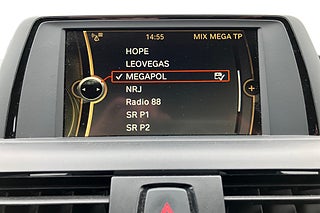 14:55 MIX MEGA TP
HOPE
LEOVEGAS
MEGAPOL
NRJ
Radio 88
SR P1
SR P2